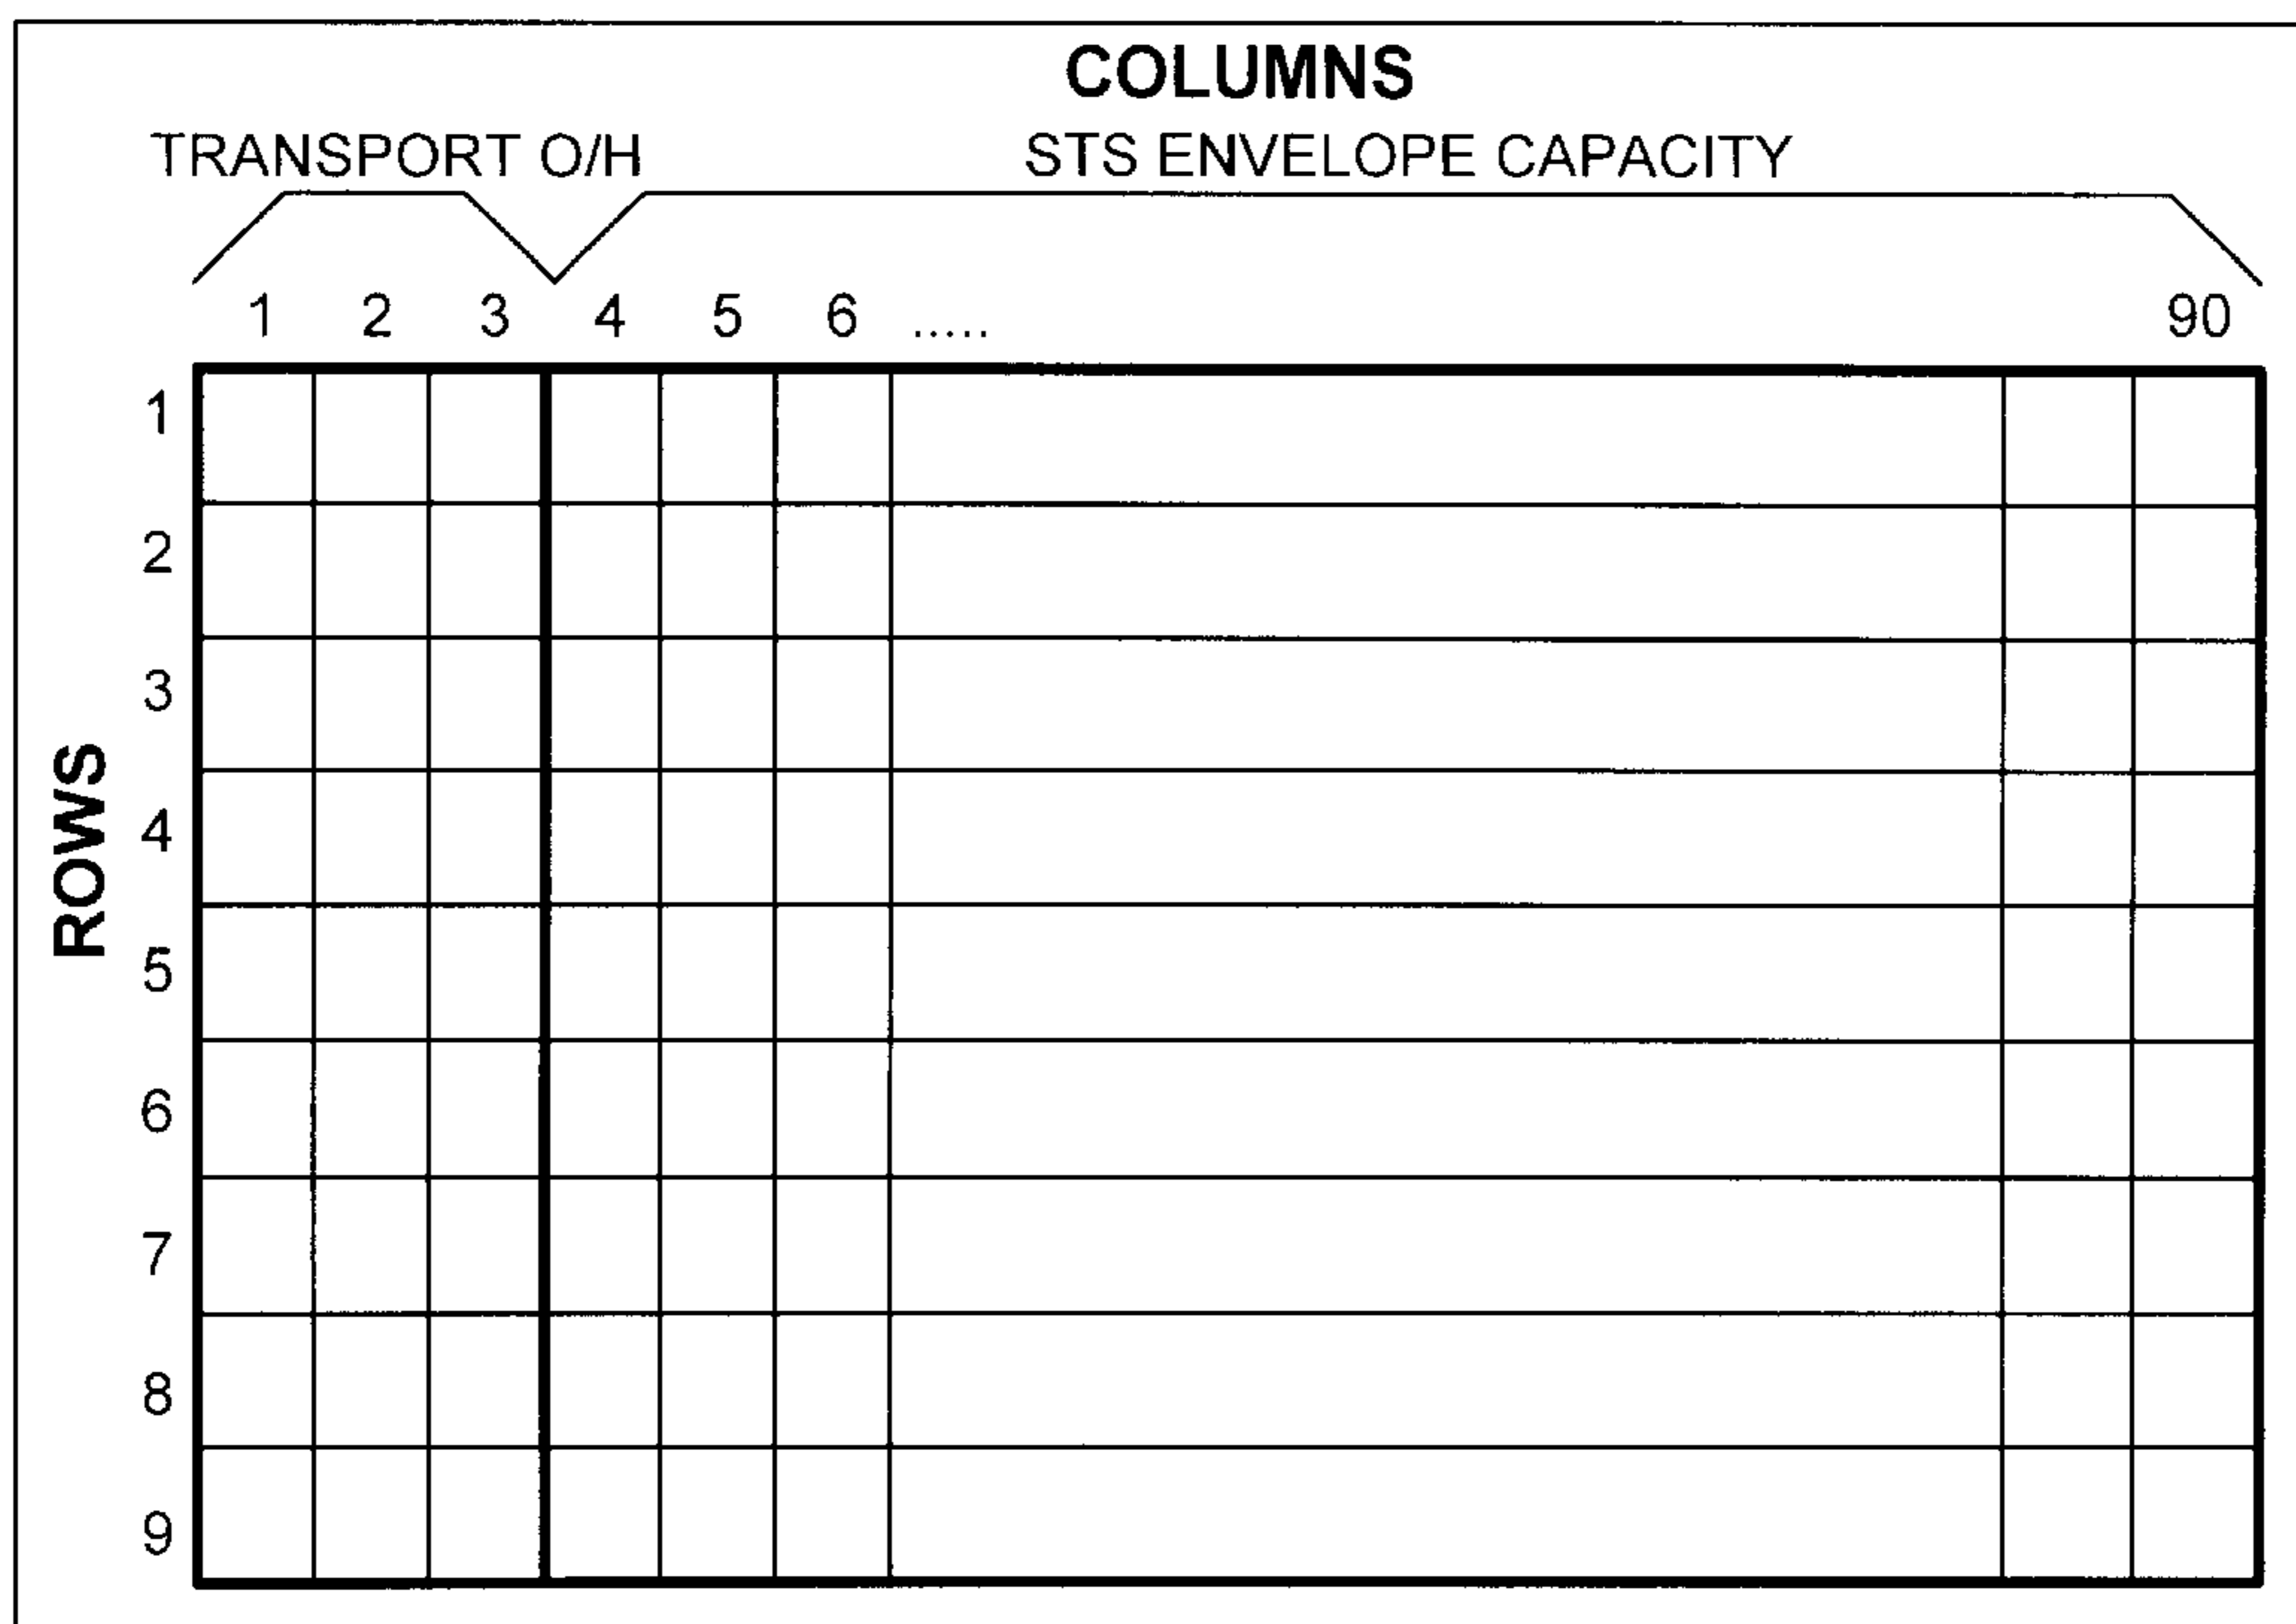 COLUMNS
TRANSPORT O/H STS ENVELOPE CAPACITY
1 2 3 4 5 6 ..... 90
1
2
3
ROWS
4
5
6
7
8
9